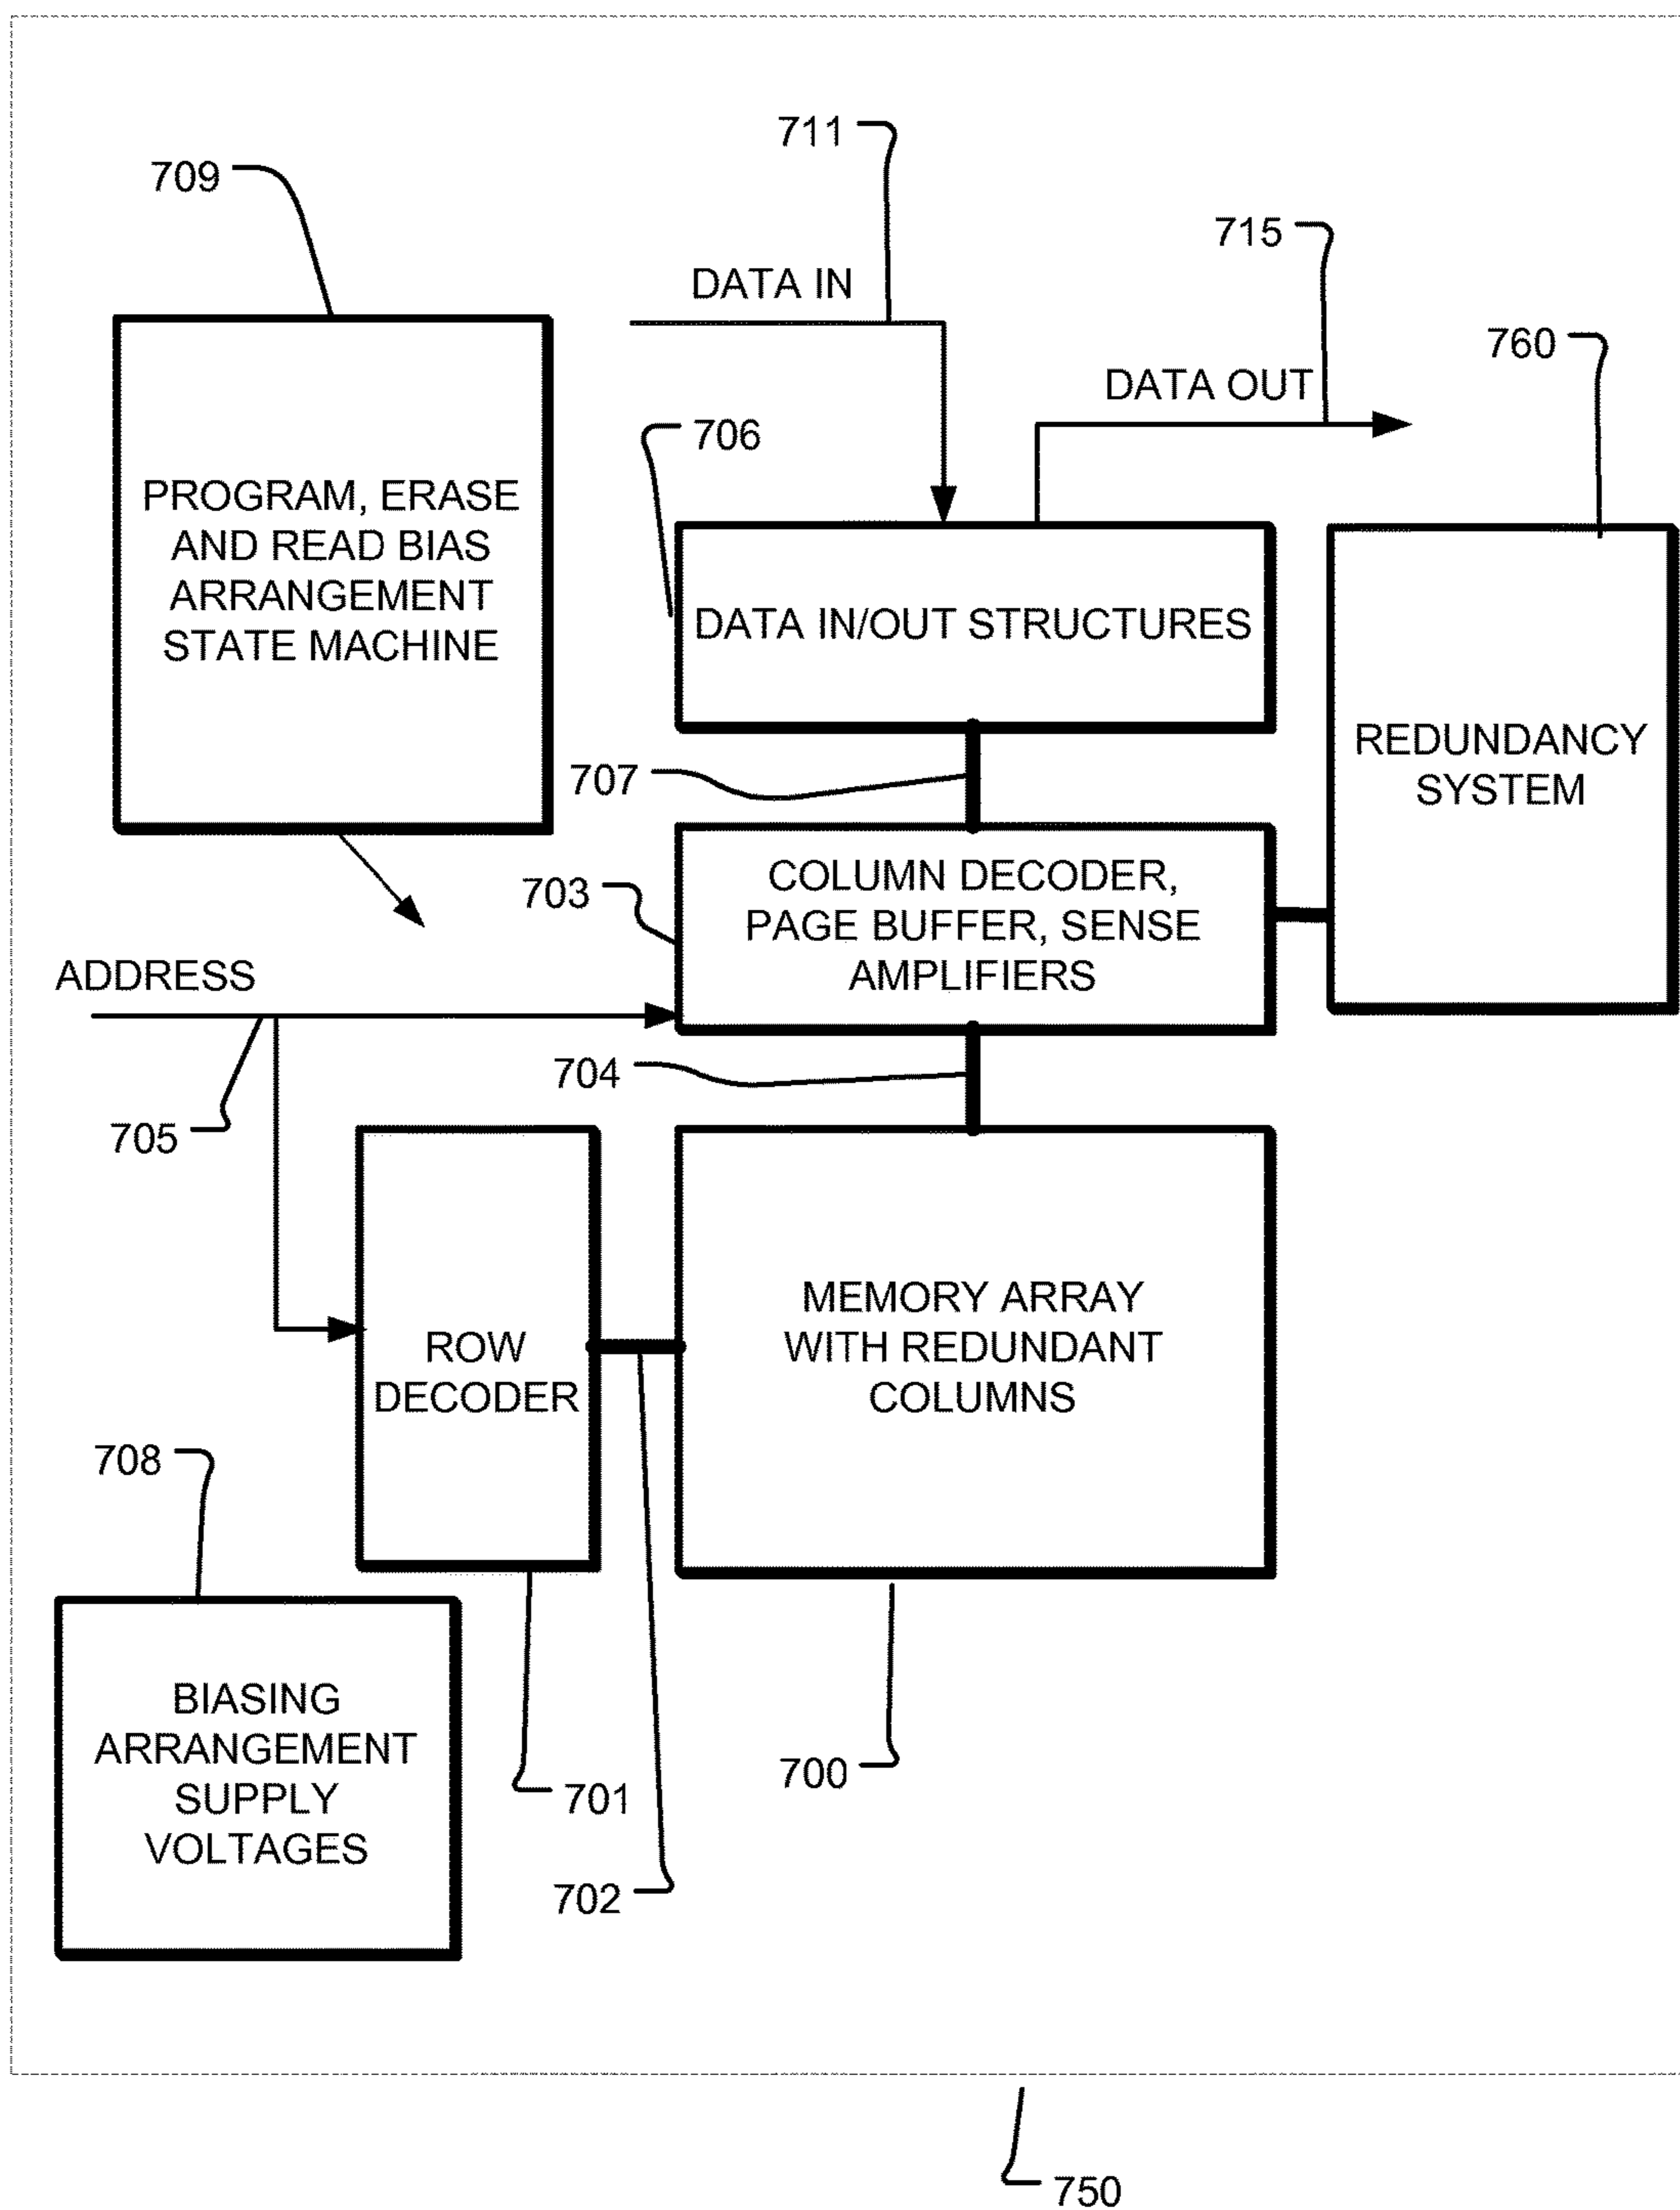 711
709
715
DATA IN
760
DATA OUT
706
PROGRAM, ERASE
AND READ BIAS
ARRANGEMENT
STATE MACHINE
DATA IN/OUT STRUCTURES
REDUNDANCY
SYSTEM
707
COLUMN DECODER,
PAGE BUFFER, SENSE
AMPLIFIERS
703
ADDRESS
704
705
MEMORY ARRAY
WITH REDUNDANT
COLUMNS
ROW
DECODER
708
BIASING
ARRANGEMENT
SUPPLY
VOLTAGES
700
701
702
750